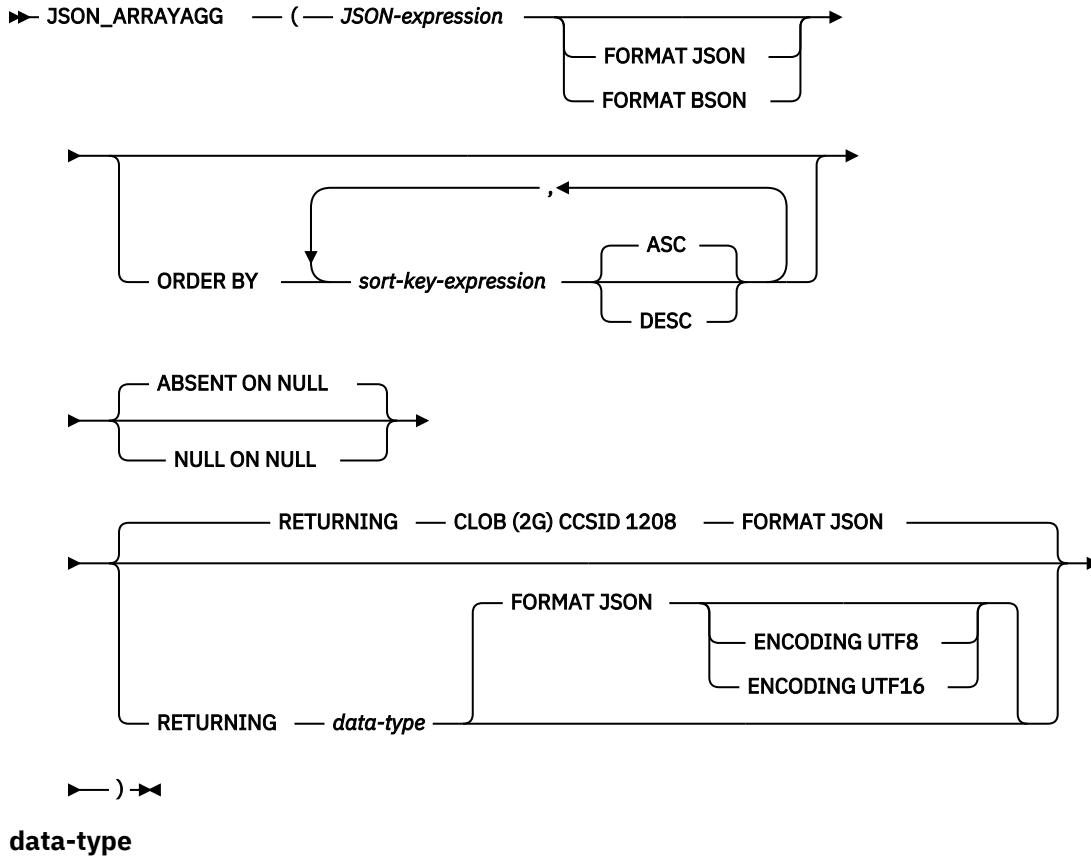 JSON_ARRAYAGG ( JSON-expression
FORMAT JSON
FORMAT BSON
,
ASC
ORDER BY sort-key-expression
DESC
ABSENT ON NULL
NULL ON NULL
RETURNING CLOB (2G) CCSID 1208 FORMAT JSON
FORMAT JSON
ENCODING UTF8
ENCODING UTF16
RETURNING data-type
)
data-type